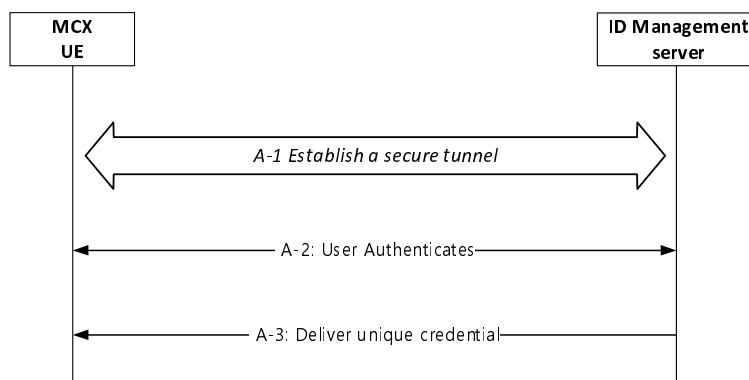 MCX
UE
ID Management
server
A-1 Establish a secure tunnel
A-2: User Authenticates
A-3: Deliver unique credential